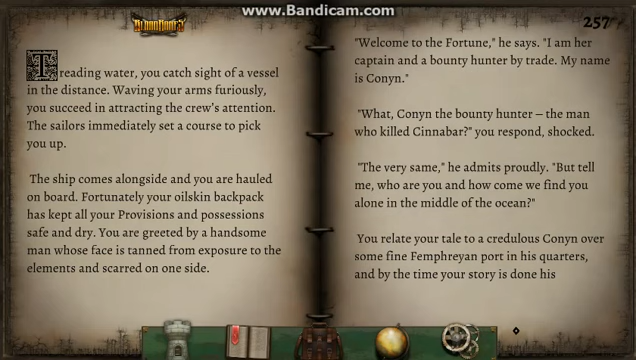 www.Bandicam.com
BLOODBONES
257
Treading water, you catch sight of a vessel
in the distance. Waving your arms furiously,
you succeed in attracting the crew's attention.
The sailors immediately set a course to pick
you up.
The ship comes alongside and you are hauled
on board. Fortunately your oilskin backpack
has kept all your Provisions and possessions
safe and dry. You are greeted by a handsome
man whose face is tanned from exposure to the
elements and scarred on one side.
"Welcome to the Fortune," he says. "I am her
captain and a bounty hunter by trade. My name
is Conyn."
"What, Conyn the bounty hunter – the man
who killed Cinnabar?" you respond, shocked.
"The very same," he admits proudly. "But tell
me, who are you and how come we find you
alone in the middle of the ocean?"
You relate your tale to a credulous Conyn over
some fine Femphreyan port in his quarters,
and by the time your story is done his